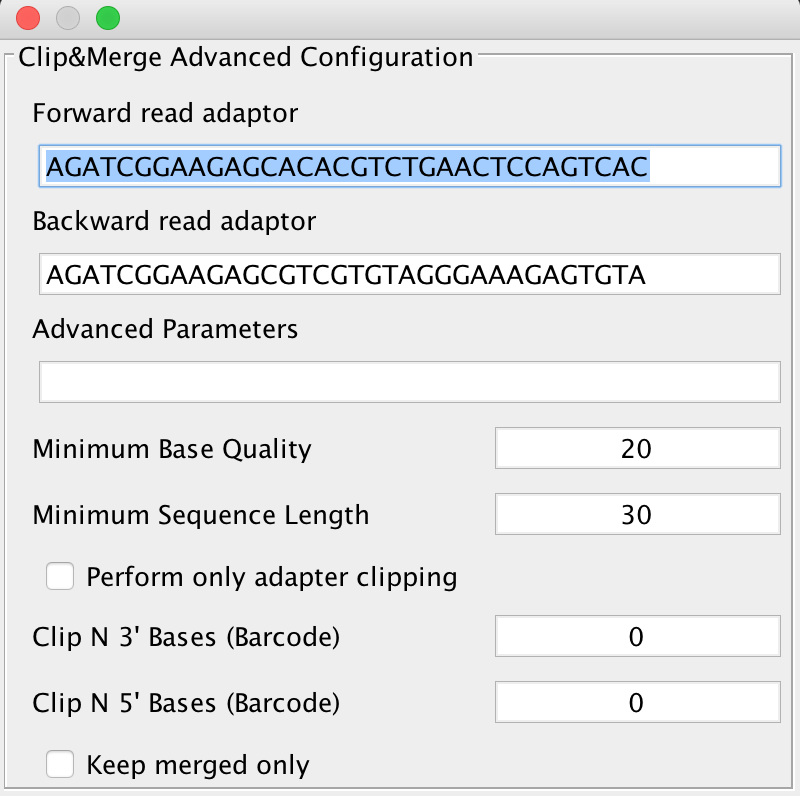 Clip&Merge Advanced Configuration
Forward read adaptor
AGATCGGAAGAGCACACGTCTGAACTCCAGTCAC
Backward read adaptor
AGATCGGAAGAGCGTCGTGTAGGGAAAGAGTGTA
Advanced Parameters
Minimum Base Quality 20
Minimum Sequence Length 30
Perform only adapter clipping
Clip N 3' Bases (Barcode) 0
Clip N 5' Bases (Barcode) 0
Keep merged only